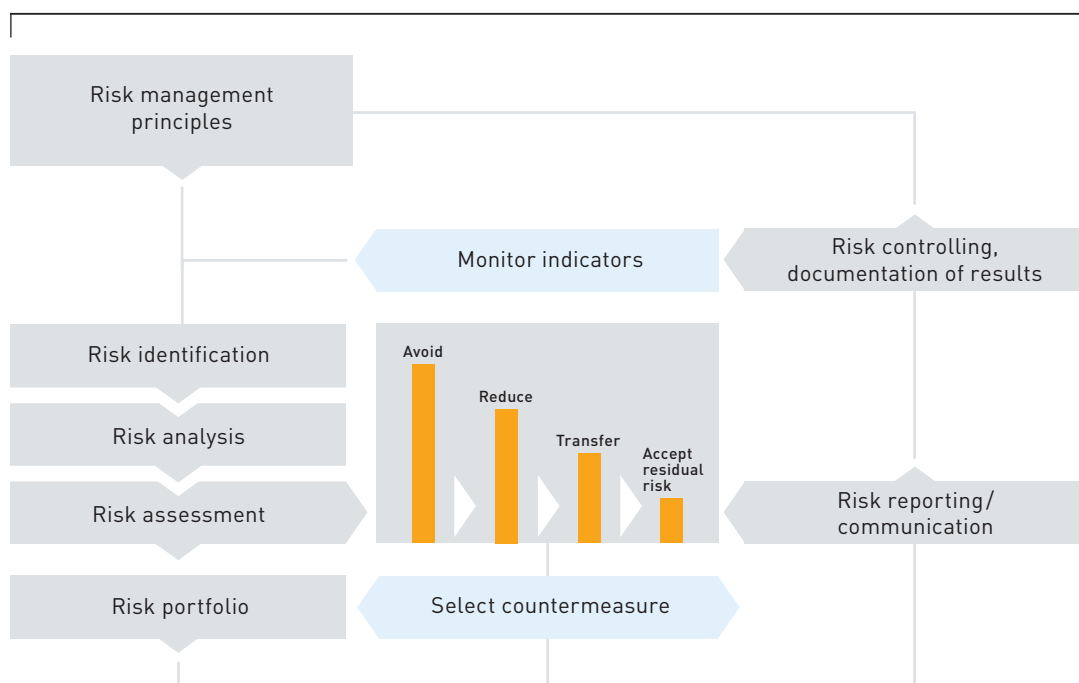 Risk management
principles
Monitor indicators
Risk controlling,
documentation of results
Risk identification
Risk analysis
Risk assessment
Avoid
Reduce
Transfer
Accept
residual
risk
Risk reporting/
communication
Risk portfolio
Select countermeasure